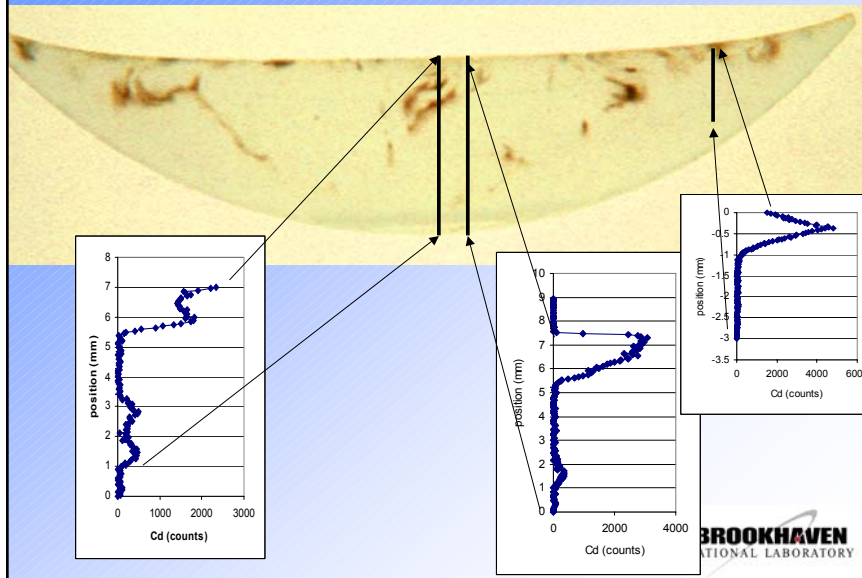 8
7
6
5
4
3
2
1
0
position (mm)
0 1000 2000 3000
Cd (counts)
10
9
8
7
6
5
4
3
2
1
0
position (mm)
0 2000 4000
Cd (counts)
0
-0.5
-1
-1.5
-2
-2.5
-3
-3.5
position (mm)
0 2000 4000 600
Cd (counts)
BROOKHAVEN
ATIONAL LABORATORY